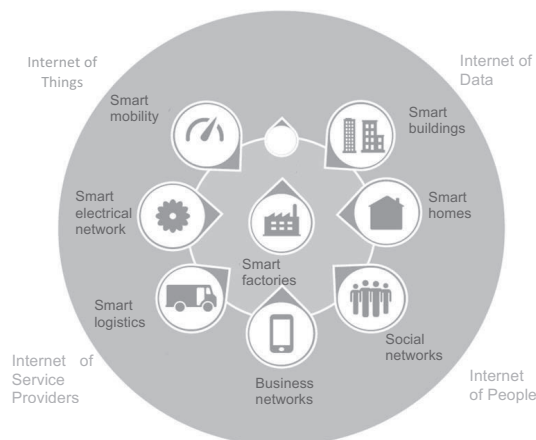 Internet of
Things
Internet of
Data
Smart
mobility
Smart
buildings
Smart
electrical
network
Smart
homes
Smart
factories
Smart
logistics
Social
networks
Business
networks
Internet of
Service
Providers
Internet
of People